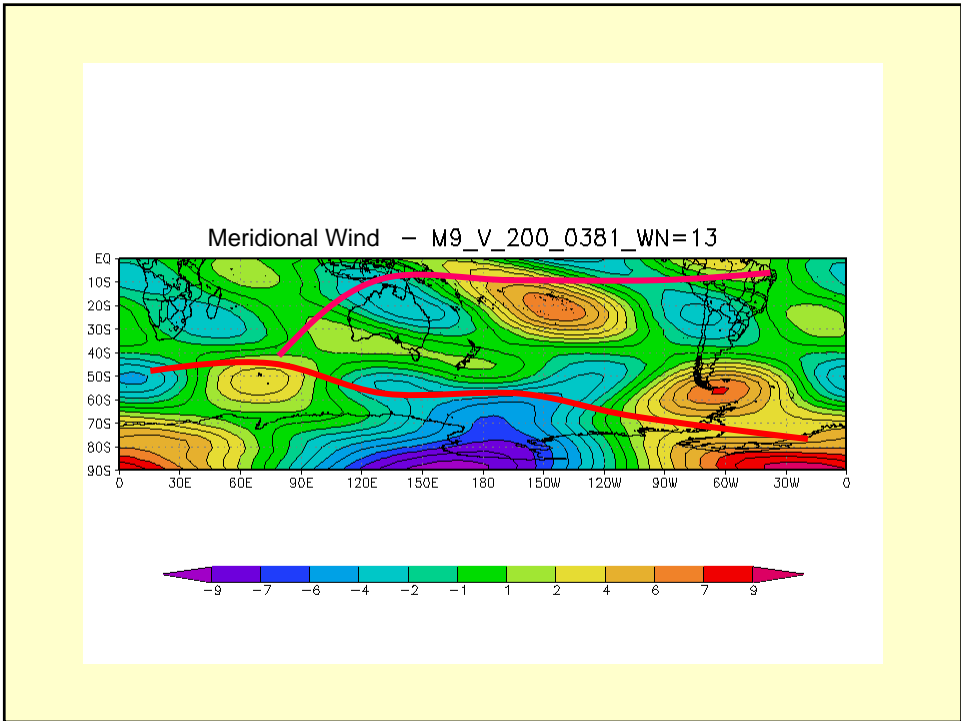 Meridional Wind – M9_V_200_0381_WN=13
EQ
10S
20S
30S
40S
50S
60S
70S
80S
90S
0 30E 60E 90E 120E 150E 180 150W 120W 90W 60W 30W 0
-9 -7 -6 -4 -2 -1 1 2 4 6 7 9